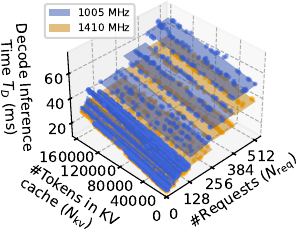 1005 MHz
1410 MHz
Decode Inference
Time T_D (ms)
60
40
20
160000
120000
80000
40000
0
#Tokens in KV
cache (N_kv)
0
128
256
384
512
#Requests (N_req)